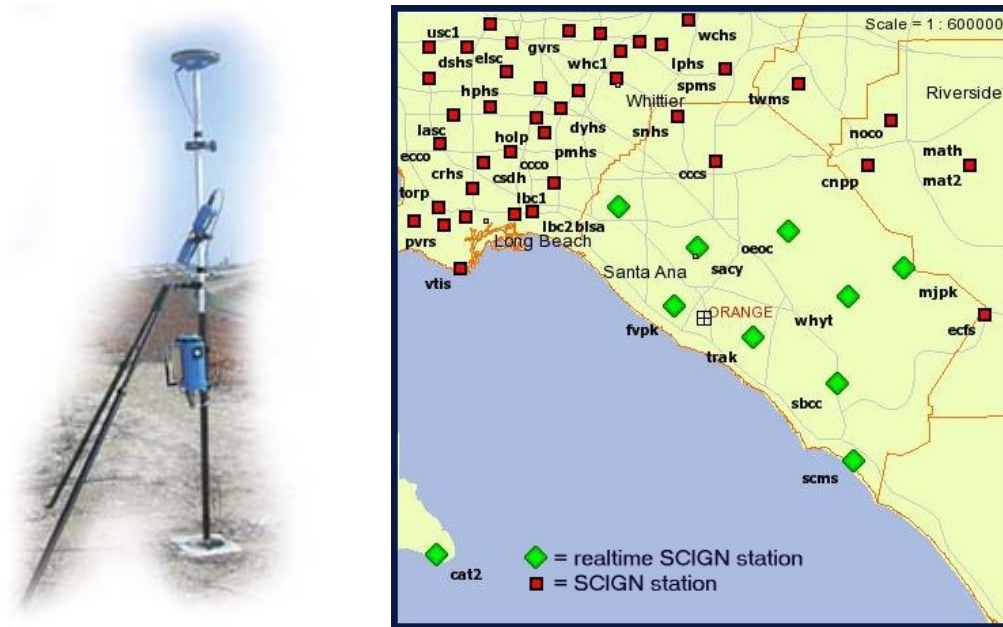 Scale = 1 : 600000
usc1
wchs
dshs
elsc
gvrs
whc1
lphs
spms
hphs
Whittier
twms
Riverside
lasc
holp
dyhs
snhs
noco
ecco
crhs
ccco
pmhs
math
csdh
cccs
cnpp
mat2
torp
lbc1
lbc2
blsa
pvrs
Long Beach
oeoc
vtis
Santa Ana
sacy
mjpk
ORANGE
fvpk
whyt
ecfs
trak
sbcc
scms
= realtime SCIGN station
cat2
= SCIGN station